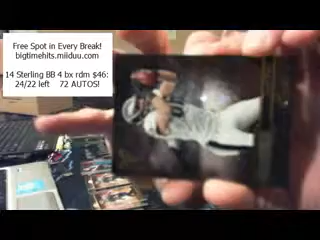 Free Spot in Every Break!
bigtimehits.miiduu.com
14 Sterling BB 4 bx rdm $46:
24/22 left 72 AUTOS!